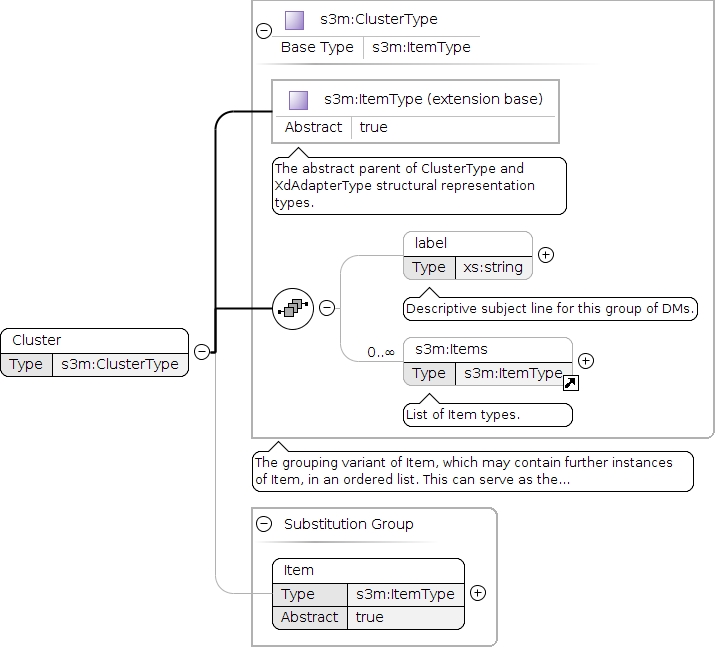 s3m:ClusterType
Base Type s3m:ItemType
s3m:ItemType (extension base)
Abstract true
The abstract parent of ClusterType and
XdAdapterType structural representation
types.
label
Type xs:string
Descriptive subject line for this group of DMs.
0..∞
s3m:Items
Type s3m:ItemType
List of Item types.
Cluster
Type s3m:ClusterType
The grouping variant of Item, which may contain further instances
of Item, in an ordered list. This can serve as the...
Substitution Group
Item
Type s3m:ItemType
Abstract true